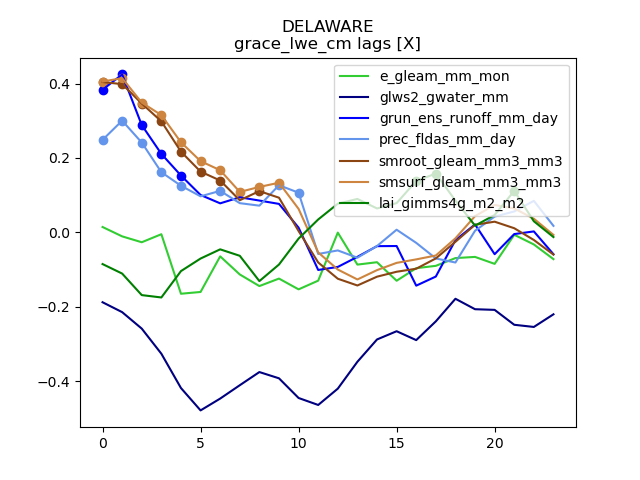 DELAWARE
grace_lwe_cm lags [X]
e_gleam_mm_mon
glws2_gwater_mm
grun_ens_runoff_mm_day
prec_fldas_mm_day
smroot_gleam_mm3_mm3
smsurf_gleam_mm3_mm3
lai_gimms4g_m2_m2
0.4
0.2
0.0
−0.2
−0.4
0 5 10 15 20